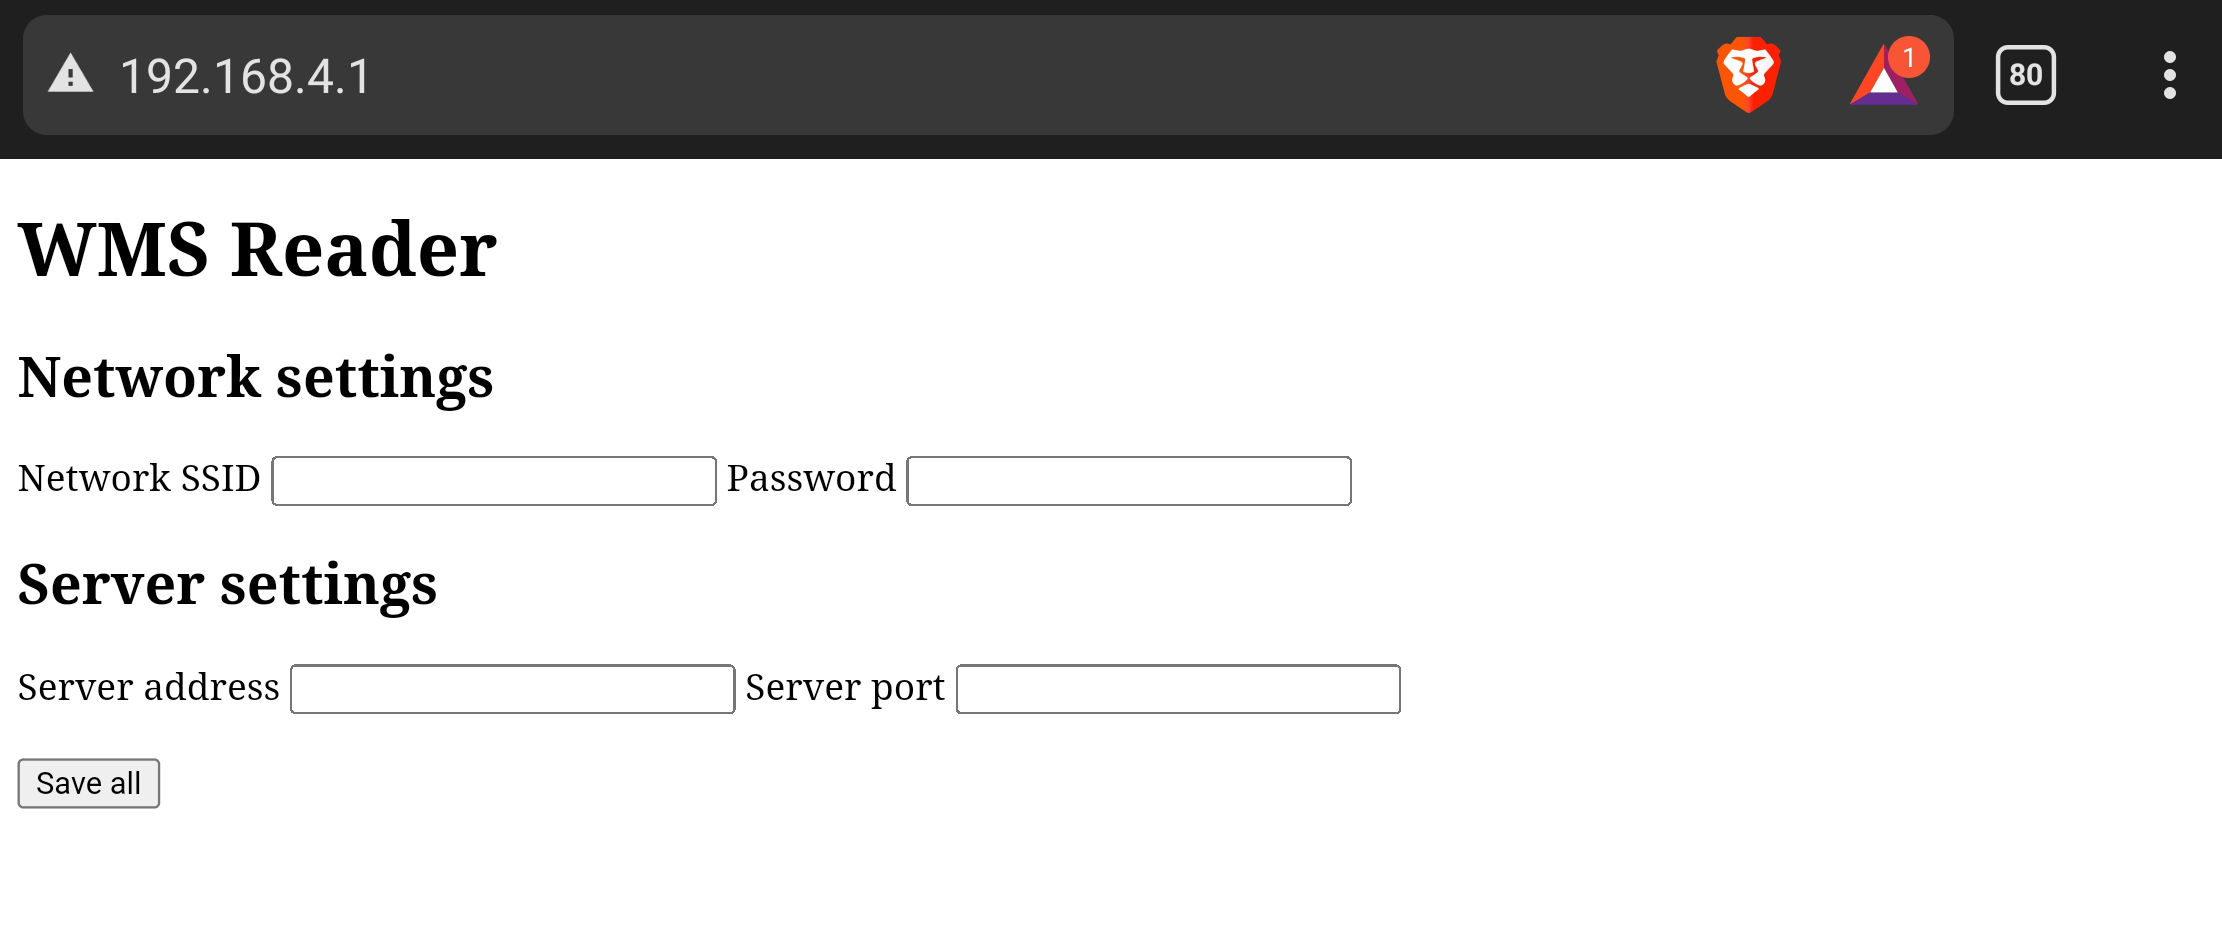 192.168.4.1 1 80
WMS Reader
Network settings
Network SSID Password
Server settings
Server address Server port
Save all